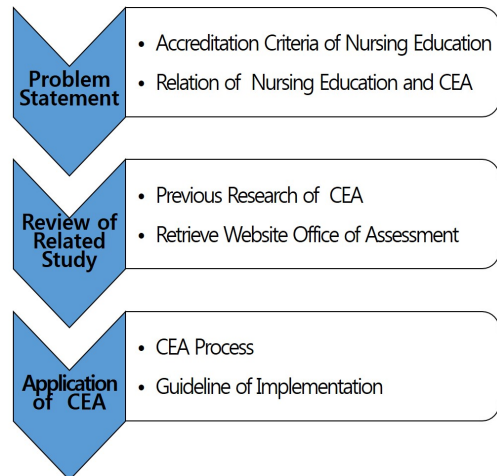 Problem
Statement
• Accreditation Criteria of Nursing Education
• Relation of Nursing Education and CEA
Review of
Related
Study
• Previous Research of CEA
• Retrieve Website Office of Assessment
Application
of CEA
• CEA Process
• Guideline of Implementation